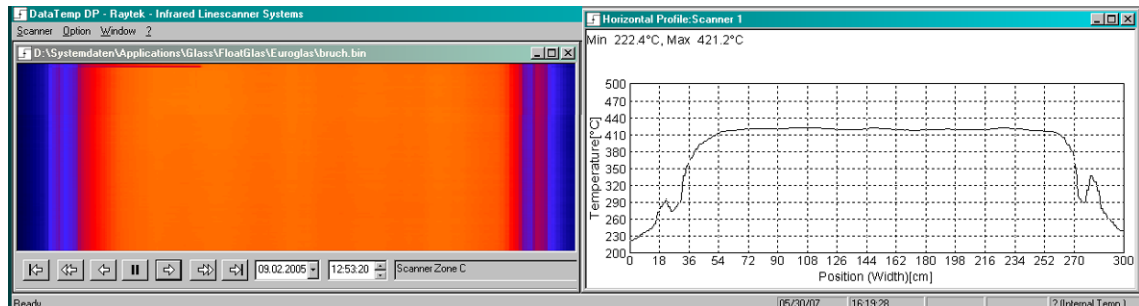 DataTemp DP - Raytek - Infrared Linescanner Systems
Scanner Option Window ?
D:\Systemdaten\Applications\Glass\FloatGlas\Euroglas\bruch.bin
09.02.2005 12:53:20 Scanner Zone C
Ready
Horizontal Profile:Scanner 1
Min 222.4°C, Max 421.2°C
Temperature[°C]
500
470
440
410
380
350
320
290
260
230
200
0 18 36 54 72 90 108 126 144 162 180 198 216 234 252 270 300
Position (Width)[cm]
05/30/07 16:19:28 ? (Internal Temp.)